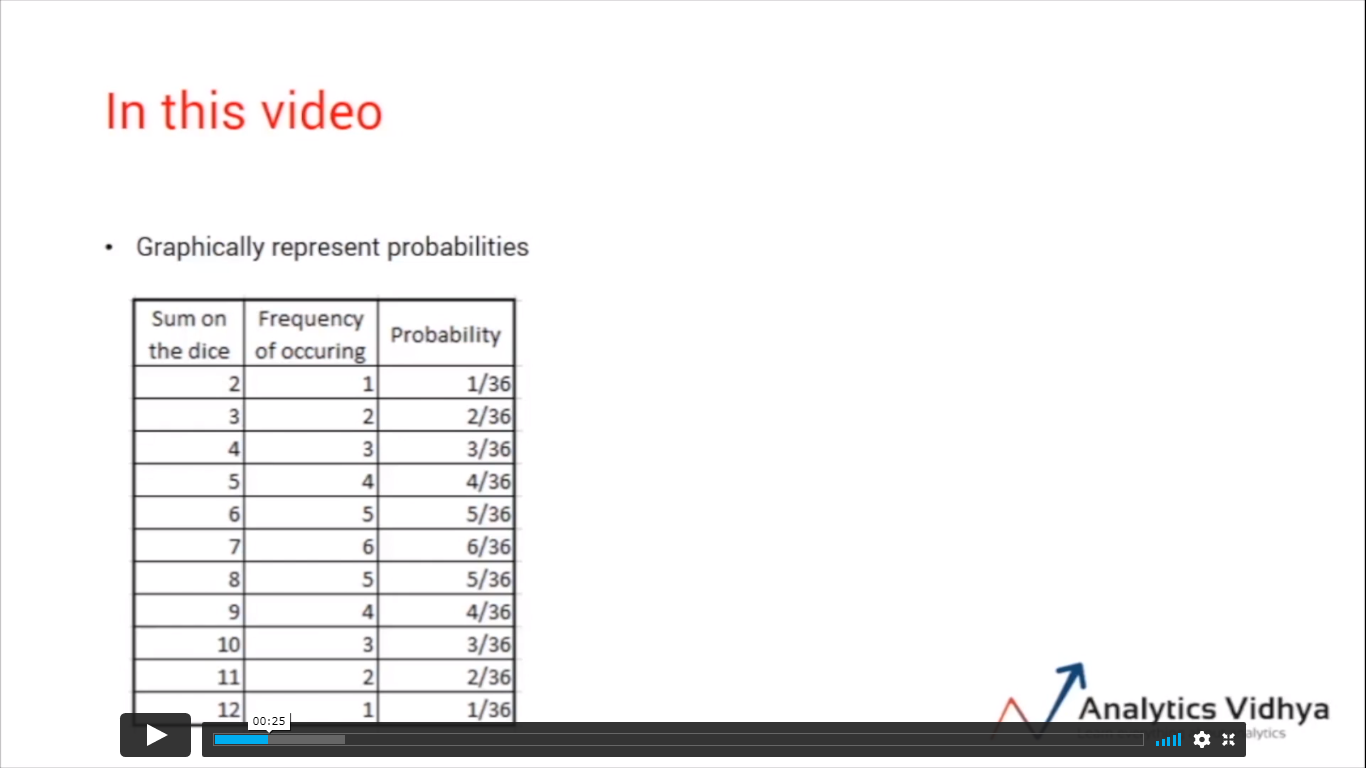 In this video
• Graphically represent probabilities
Sum on the dice Frequency of occuring Probability
2 1 1/36
3 2 2/36
4 3 3/36
5 4 4/36
6 5 5/36
7 6 6/36
8 5 5/36
9 4 4/36
10 3 3/36
11 2 2/36
12 1 1/36
00:25
Analytics Vidhya